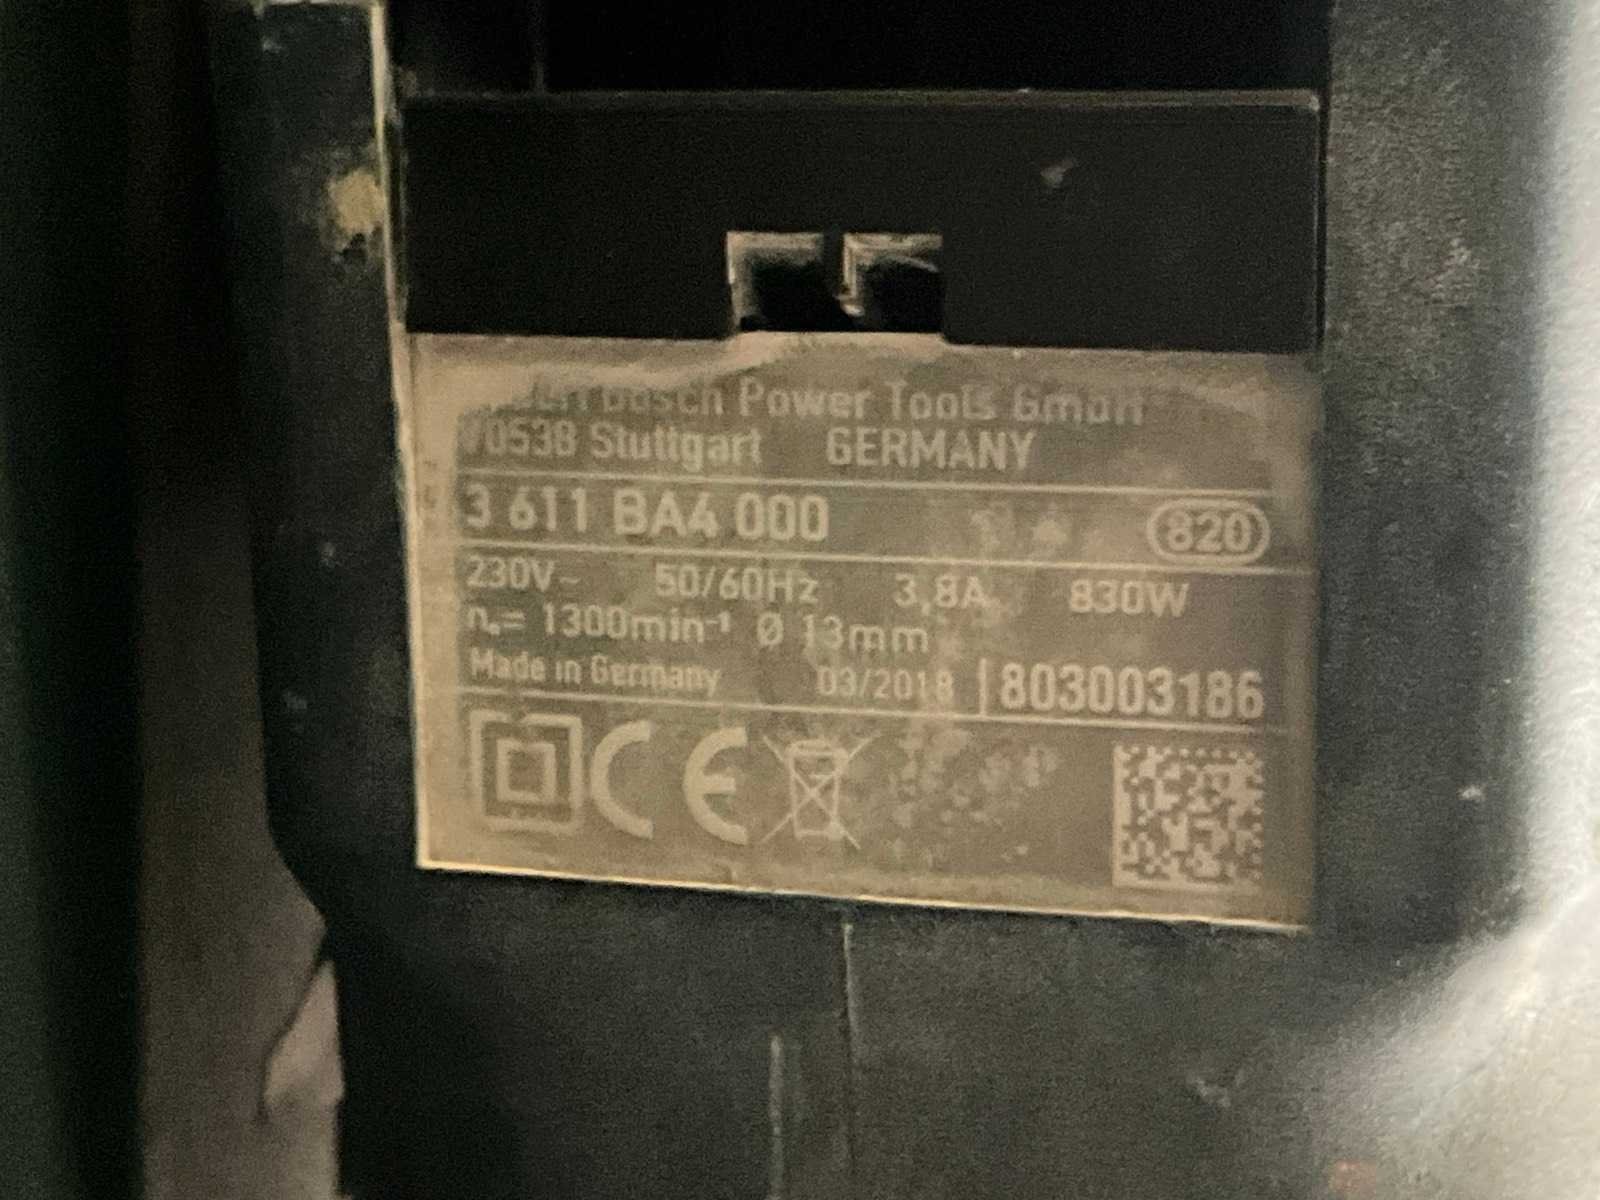 Bosch Power Tools GmbH
70538 Stuttgart GERMANY
3 611 BA4 000 820
230V~ 50/60Hz 3,8A 830W
n₀= 1300min⁻¹ Ø 13mm
Made in Germany 03/2018 803003186
CE